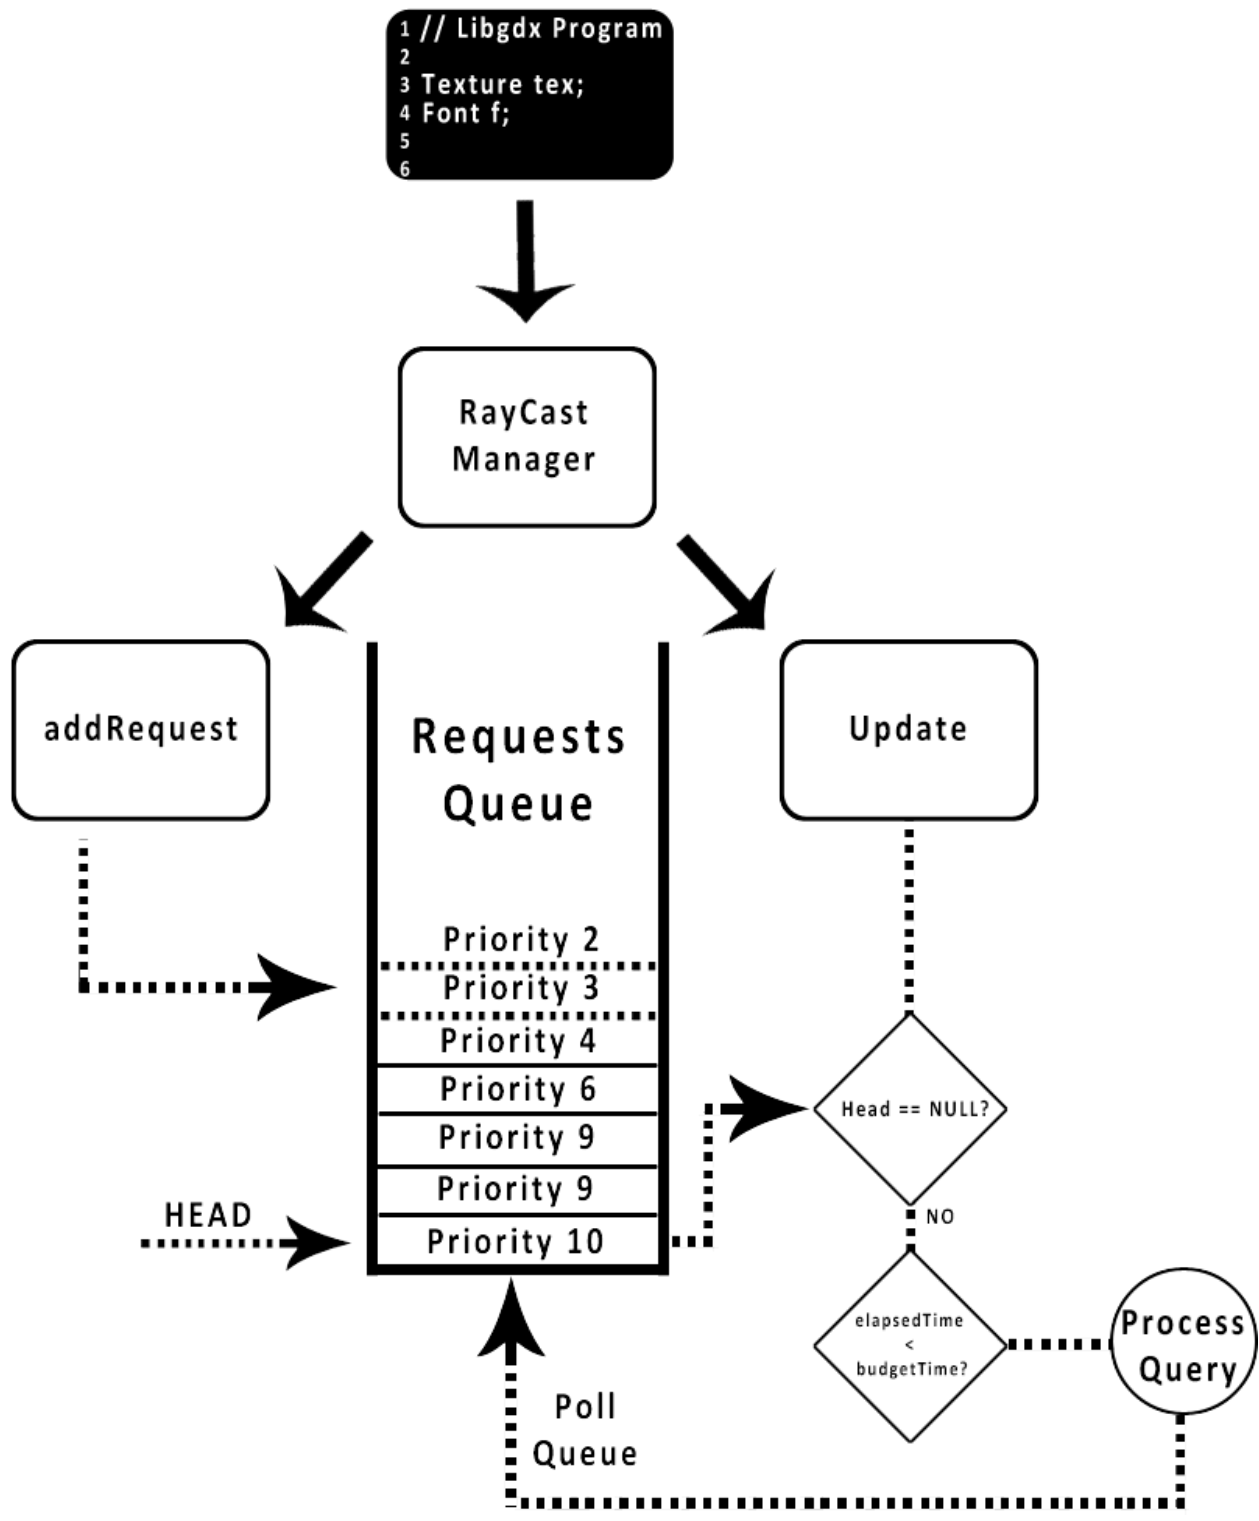 1 // Libgdx Program
2
3 Texture tex;
4 Font f;
5
6
RayCast
Manager
addRequest
Requests
Queue
Update
Priority 2
Priority 3
Priority 4
Priority 6
Priority 9
Priority 9
Priority 10
HEAD
Head == NULL?
NO
elapsedTime
<
budgetTime?
Process
Query
Poll
Queue